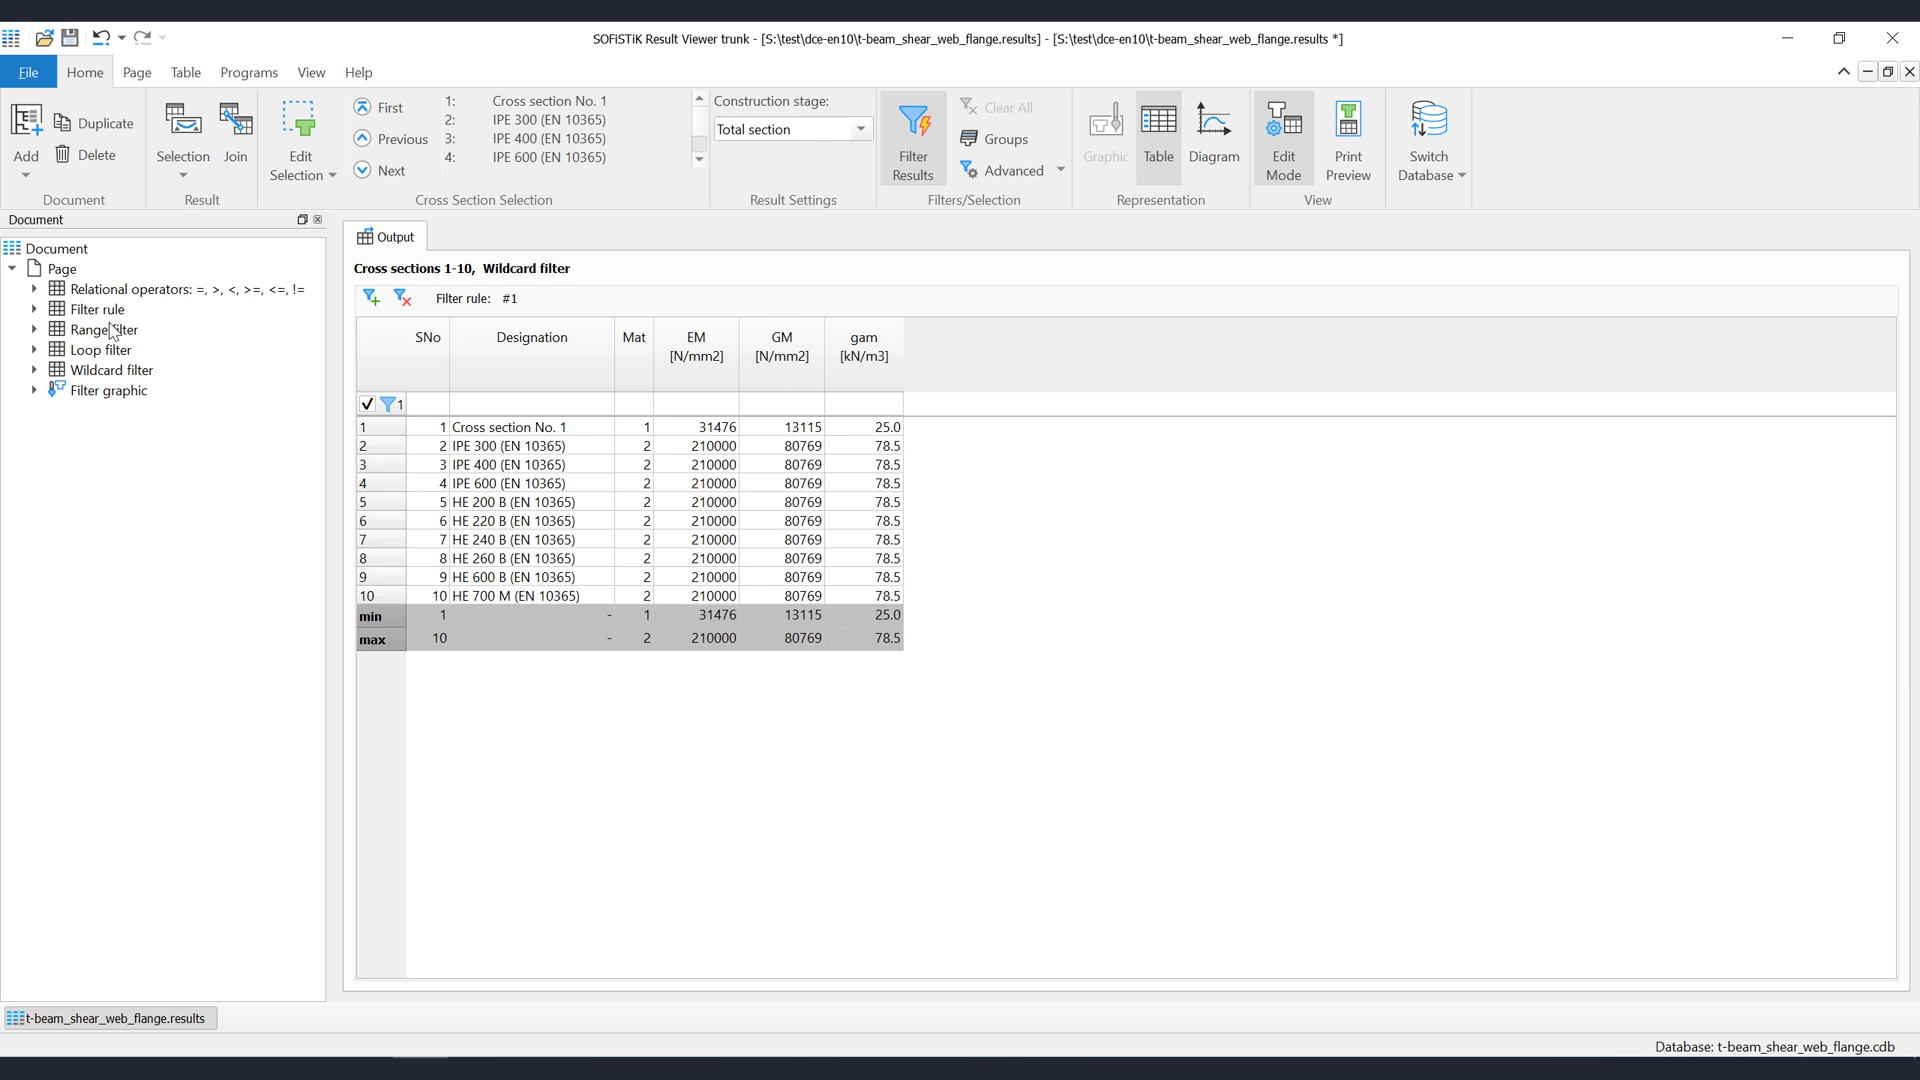 SOFiSTiK Result Viewer trunk - [S:\test\dce-en10\t-beam_shear_web_flange.results] - [S:\test\dce-en10\t-beam_shear_web_flange.results *]
File Home Page Table Programs View Help
Add
Duplicate
Delete
Document
Selection
Join
Result
Edit Selection
First
Previous
Next
1: Cross section No. 1
2: IPE 300 (EN 10365)
3: IPE 400 (EN 10365)
4: IPE 600 (EN 10365)
Cross Section Selection
Construction stage:
Total section
Result Settings
Filter Results
Clear All
Groups
Advanced
Filters/Selection
Graphic
Table
Diagram
Representation
Edit Mode
Print Preview
View
Switch Database
Document
Document
Page
Relational operators: =, >, <, >=, <=, !=
Filter rule
Range filter
Loop filter
Wildcard filter
Filter graphic
Output
Cross sections 1-10, Wildcard filter
Filter rule: #1
SNo Designation Mat EM GM gam
[N/mm2] [N/mm2] [kN/m3]
1
1 1 Cross section No. 1 1 31476 13115 25.0
2 2 IPE 300 (EN 10365) 2 210000 80769 78.5
3 3 IPE 400 (EN 10365) 2 210000 80769 78.5
4 4 IPE 600 (EN 10365) 2 210000 80769 78.5
5 5 HE 200 B (EN 10365) 2 210000 80769 78.5
6 6 HE 220 B (EN 10365) 2 210000 80769 78.5
7 7 HE 240 B (EN 10365) 2 210000 80769 78.5
8 8 HE 260 B (EN 10365) 2 210000 80769 78.5
9 9 HE 600 B (EN 10365) 2 210000 80769 78.5
10 10 HE 700 M (EN 10365) 2 210000 80769 78.5
min 1 - 1 31476 13115 25.0
max 10 - 2 210000 80769 78.5
t-beam_shear_web_flange.results
Database: t-beam_shear_web_flange.cdb